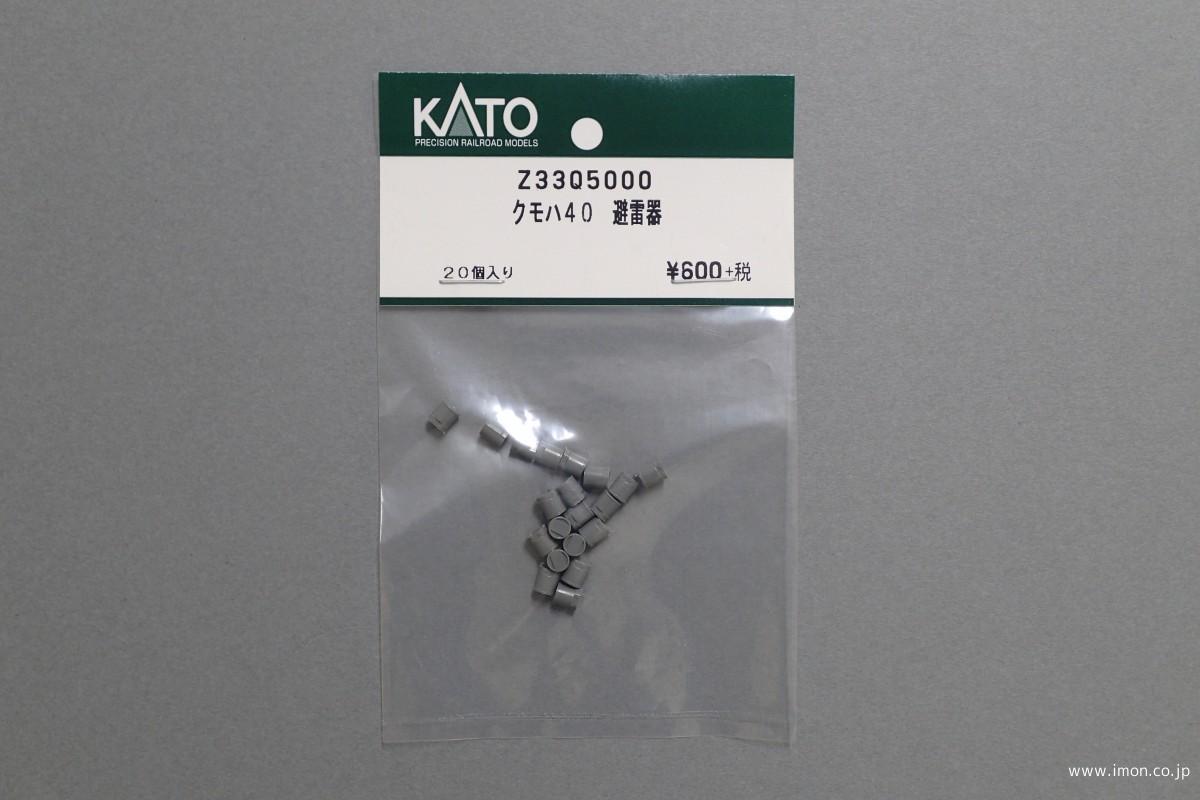 KATO
PRECISION RAILROAD MODELS
Z33Q5000
クモハ40 避雷器
20個入り
¥600+税
www.imon.co.jp